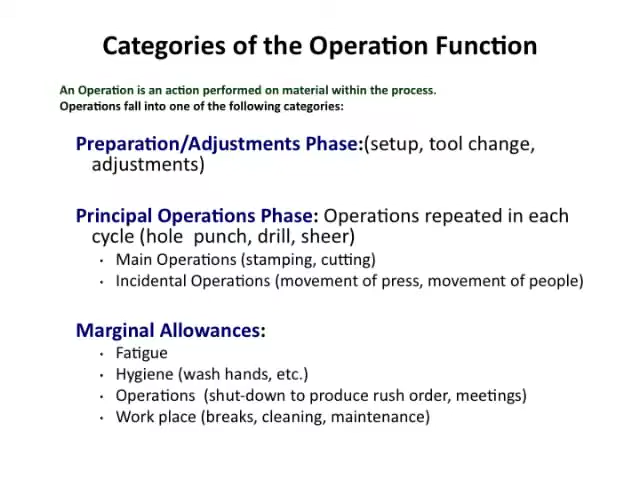 Categories of the Operation Function
An Operation is an action performed on material within the process.
Operations fall into one of the following categories:
Preparation/Adjustments Phase:(setup, tool change,
adjustments)
Principal Operations Phase: Operations repeated in each
cycle (hole  punch, drill, sheer)
• Main Operations (stamping, cutting)
• Incidental Operations (movement of press, movement of people)
Marginal Allowances:
• Fatigue
• Hygiene (wash hands, etc.)
• Operations  (shut-down to produce rush order, meetings)
• Work place (breaks, cleaning, maintenance)